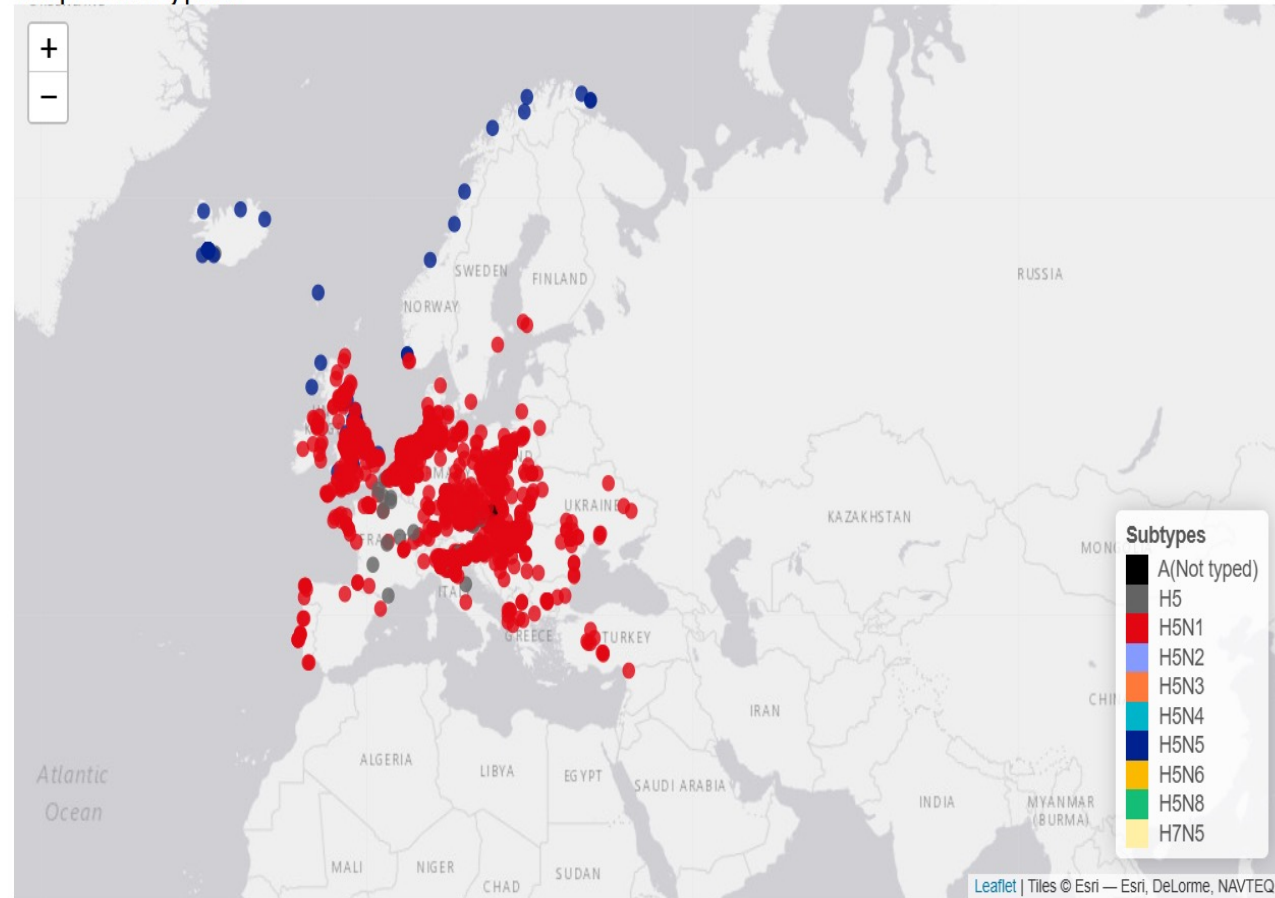 +
−
SWEDEN
FINLAND
NORWAY
RUSSIA
UKRAINE
KAZAKHSTAN
GREECE
TURKEY
IRAN
ALGERIA
LIBYA
EGYPT
SAUDI ARABIA
INDIA
MYANMAR
(BURMA)
MALI
NIGER
CHAD
SUDAN
Atlantic
Ocean
Subtypes
A(Not typed)
H5
H5N1
H5N2
H5N3
H5N4
H5N5
H5N6
H5N8
H7N5
Leaflet | Tiles © Esri — Esri, DeLorme, NAVTEQ